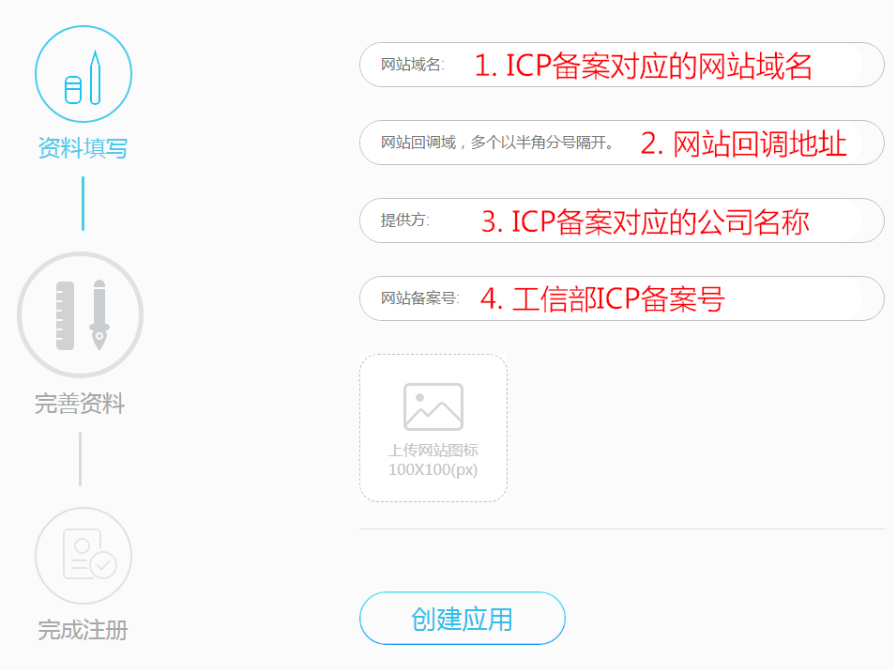 资料填写
完善资料
完成注册
网站域名: 1. ICP备案对应的网站域名
网站回调域，多个以半角分号隔开。 2. 网站回调地址
提供方: 3. ICP备案对应的公司名称
网站备案号: 4. 工信部ICP备案号
上传网站图标
100X100(px)
创建应用